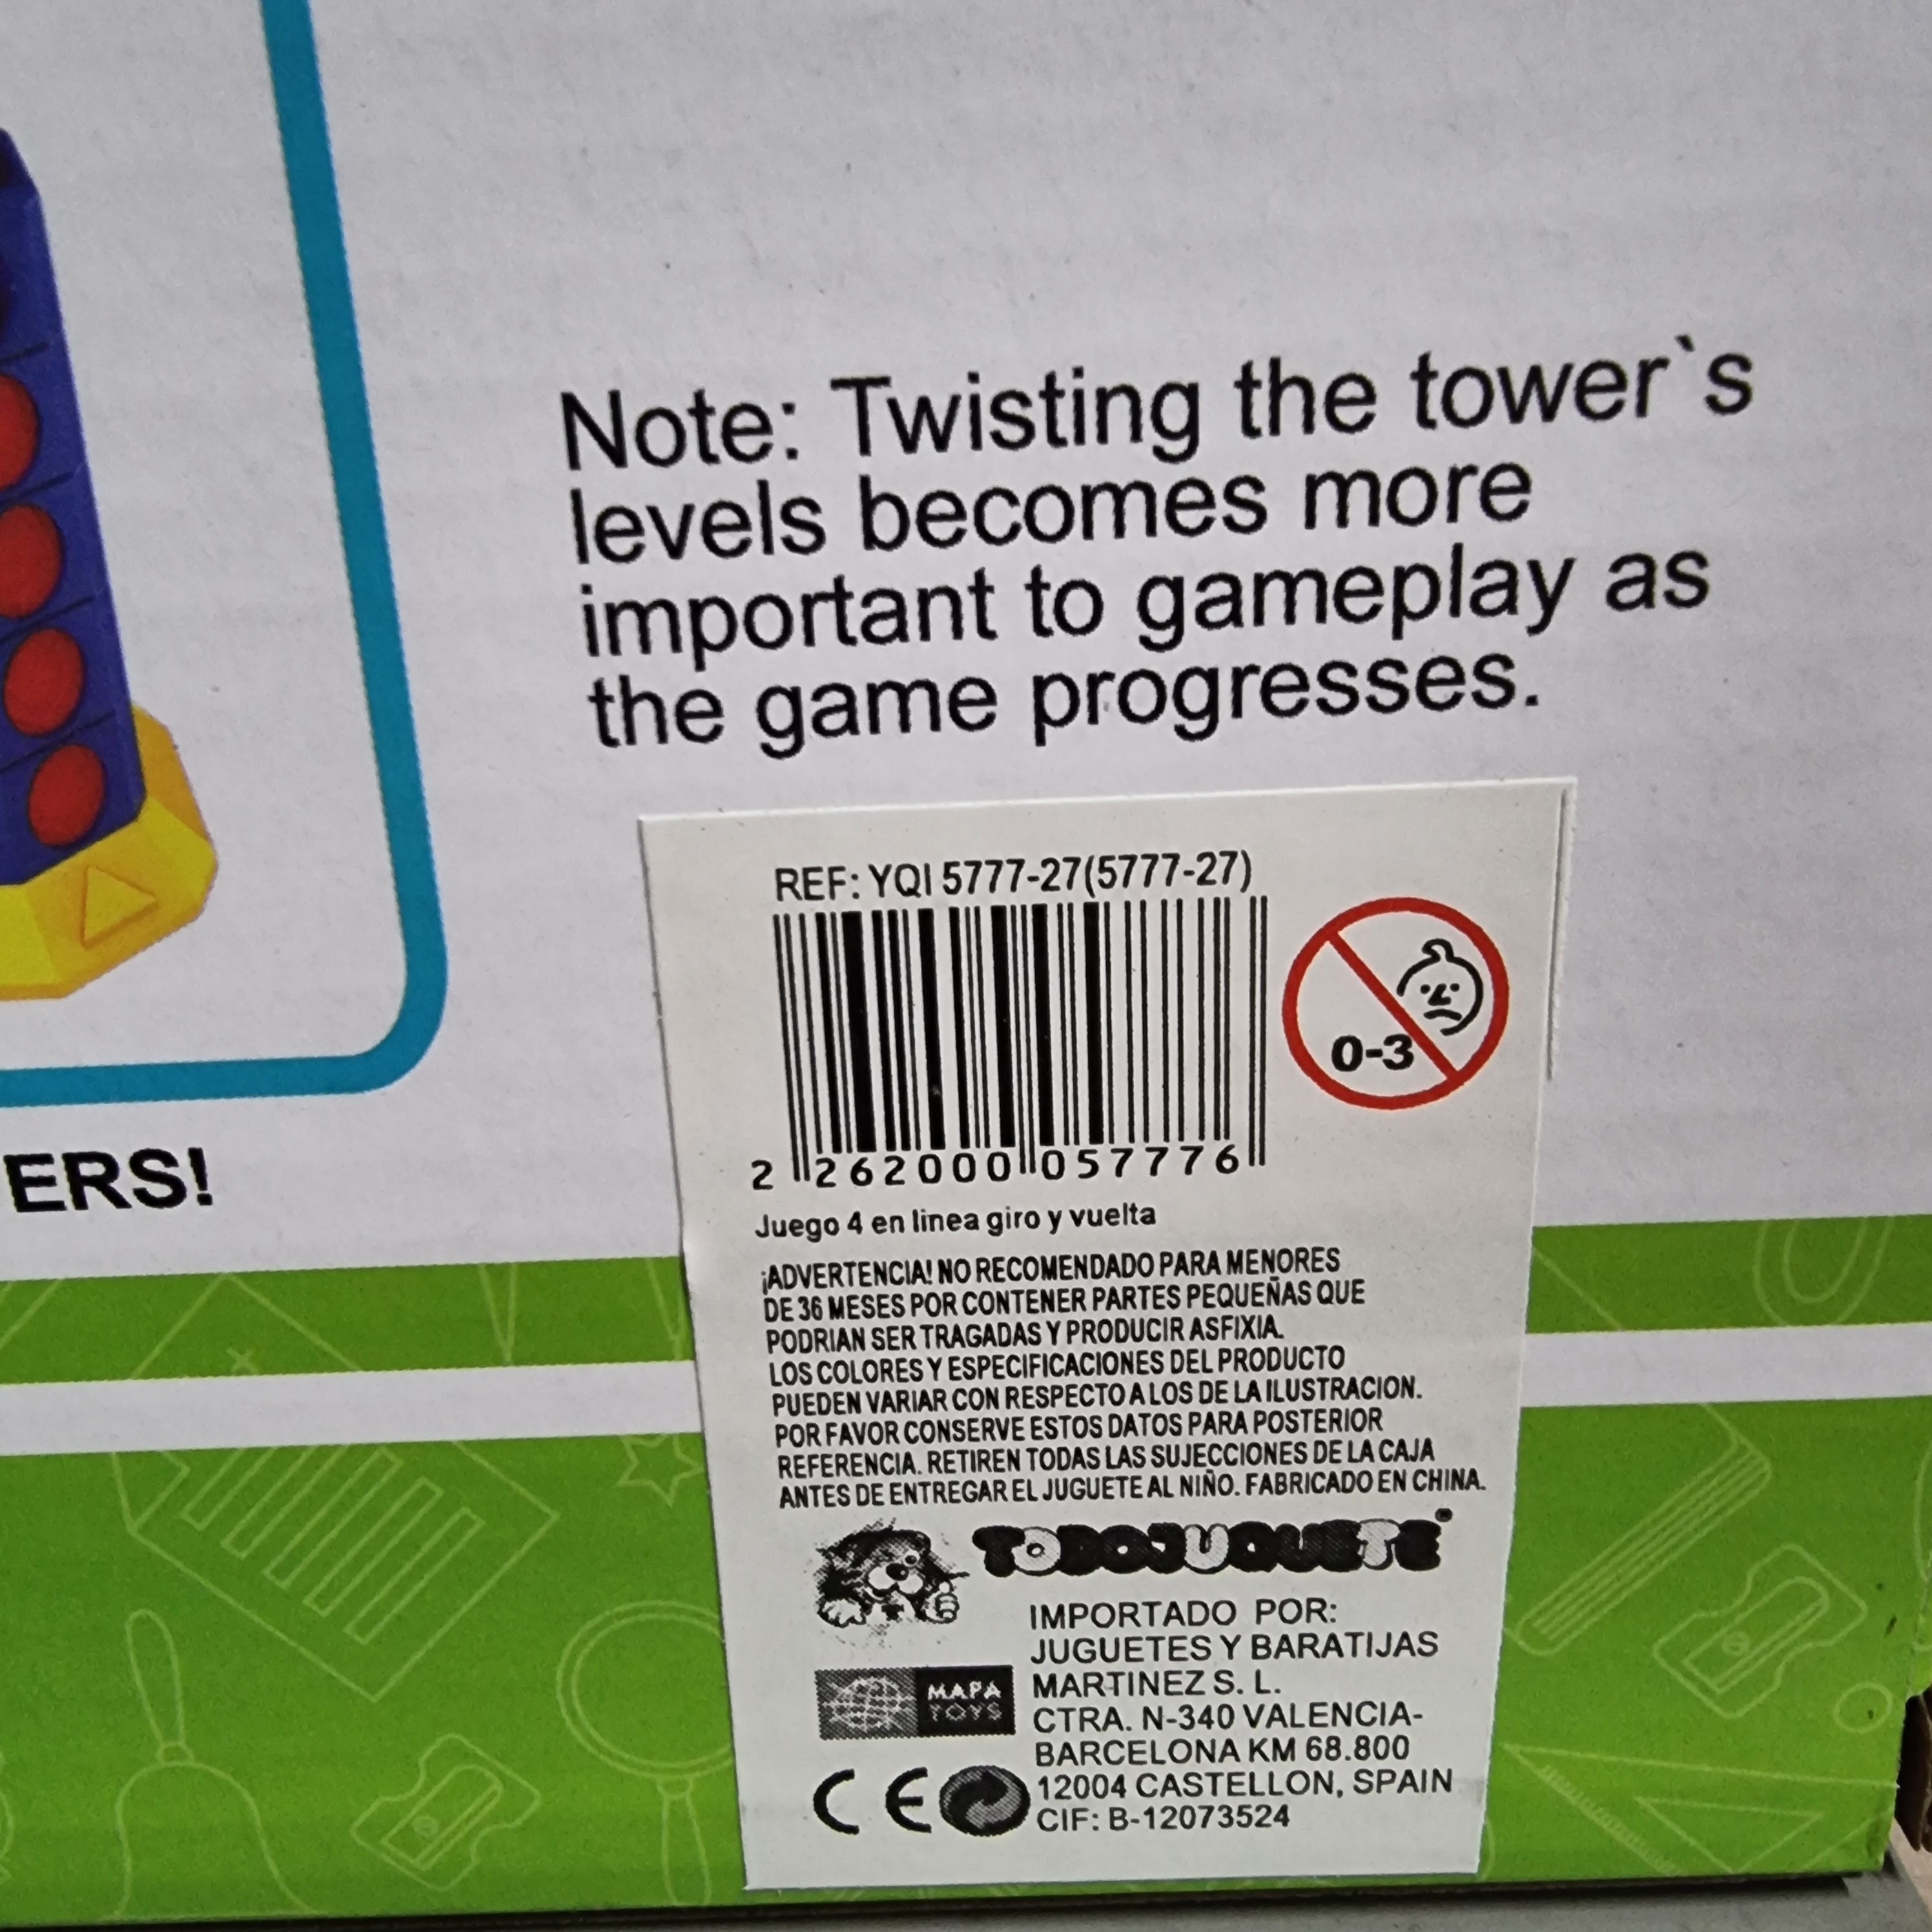 Note: Twisting the tower`s
levels becomes more
important to gameplay as
the game progresses.
ERS!
REF: YQI 5777-27(5777-27)
0-3
2 262000 057776
Juego 4 en linea giro y vuelta
¡ADVERTENCIA! NO RECOMENDADO PARA MENORES
DE 36 MESES POR CONTENER PARTES PEQUEÑAS QUE
PODRIAN SER TRAGADAS Y PRODUCIR ASFIXIA.
LOS COLORES Y ESPECIFICACIONES DEL PRODUCTO
PUEDEN VARIAR CON RESPECTO A LOS DE LA ILUSTRACION.
POR FAVOR CONSERVE ESTOS DATOS PARA POSTERIOR
REFERENCIA. RETIREN TODAS LAS SUJECCIONES DE LA CAJA
ANTES DE ENTREGAR EL JUGUETE AL NIÑO. FABRICADO EN CHINA.
TODOJUGUETE
IMPORTADO POR:
JUGUETES Y BARATIJAS
MARTINEZ S. L.
CTRA. N-340 VALENCIA-
BARCELONA KM 68.800
12004 CASTELLON, SPAIN
CIF: B-12073524
MAPA
TOYS
CE